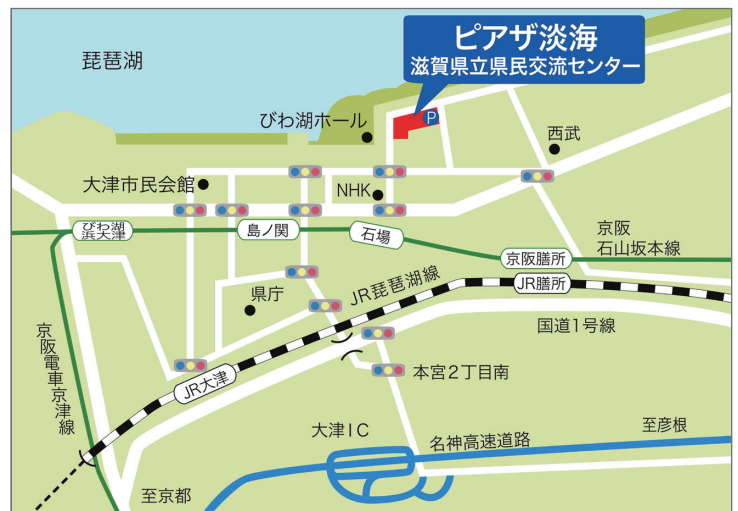 ピアザ淡海
滋賀県立県民交流センター
琵琶湖
P
びわ湖ホール
西武
大津市民会館
NHK
びわ湖
浜大津
島ノ関
石場
京阪膳所
京阪
石山坂本線
JR膳所
JR琵琶湖線
県庁
国道1号線
京阪電車京津線
JR大津
本宮2丁目南
大津IC
名神高速道路
至彦根
至京都